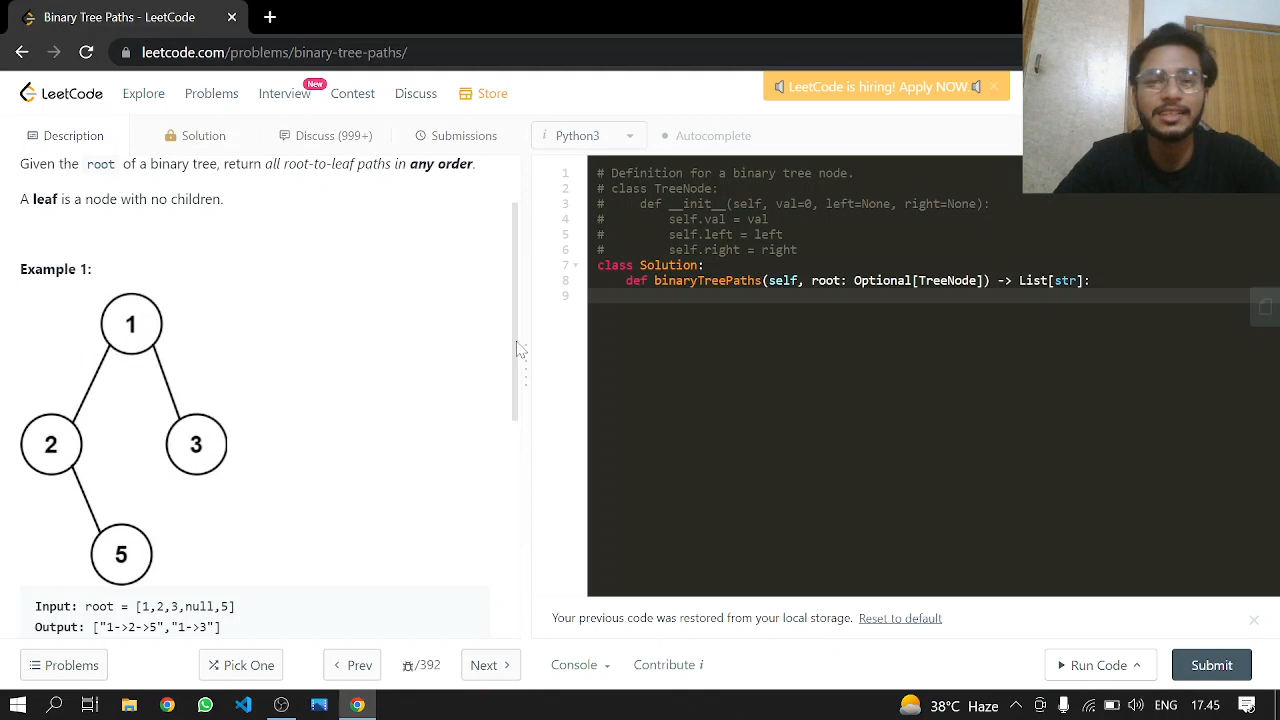 Binary Tree Paths - LeetCode
leetcode.com/problems/binary-tree-paths/
LeetCode
Explore
Problems
Interview
New
Contest
Discuss
Store
LeetCode is hiring! Apply NOW.
Description
Solution
Discuss (999+)
Submissions
i Python3
Autocomplete
Given the root of a binary tree, return all root-to-leaf paths in any order.
A leaf is a node with no children.
Example 1:
1
2
3
5
Input: root = [1,2,3,null,5]
Output: ["1->2->5","1->3"]
1 # Definition for a binary tree node.
2 # class TreeNode:
3 #     def __init__(self, val=0, left=None, right=None):
4 #         self.val = val
5 #         self.left = left
6 #         self.right = right
7 class Solution:
8     def binaryTreePaths(self, root: Optional[TreeNode]) -> List[str]:
9
Your previous code was restored from your local storage. Reset to default
Problems
Pick One
Prev
/392
Next
Console
Contribute i
Run Code
Submit
38°C Haze
ENG
17.45